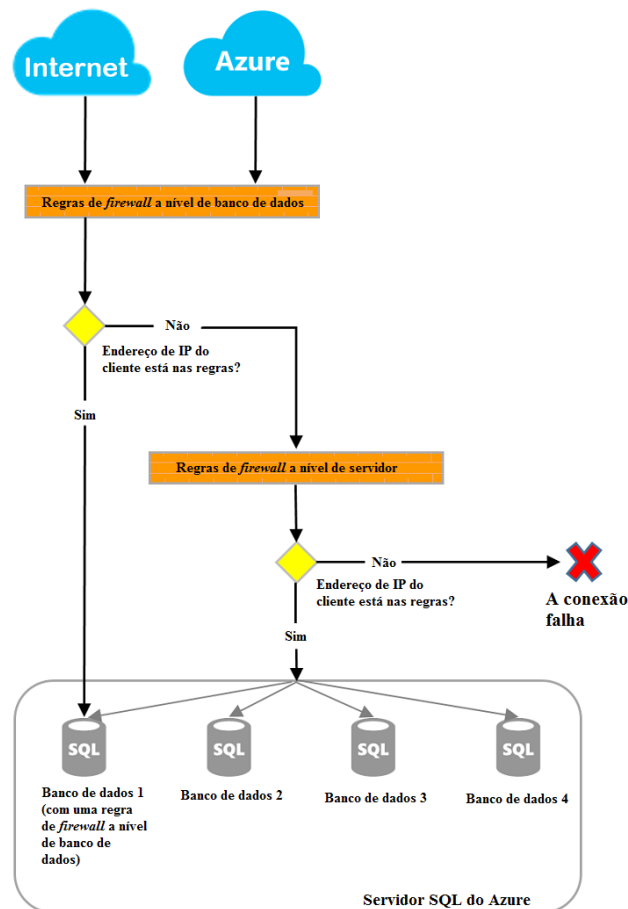 Internet
Azure
Regras de firewall a nível de banco de dados
Não
Endereço de IP do
cliente está nas regras?
Sim
Regras de firewall a nível de servidor
Não
Endereço de IP do
cliente está nas regras?
A conexão
falha
Sim
SQL
SQL
SQL
SQL
Banco de dados 1
(com uma regra
de firewall a nível
de banco de
dados)
Banco de dados 2
Banco de dados 3
Banco de dados 4
Servidor SQL do Azure